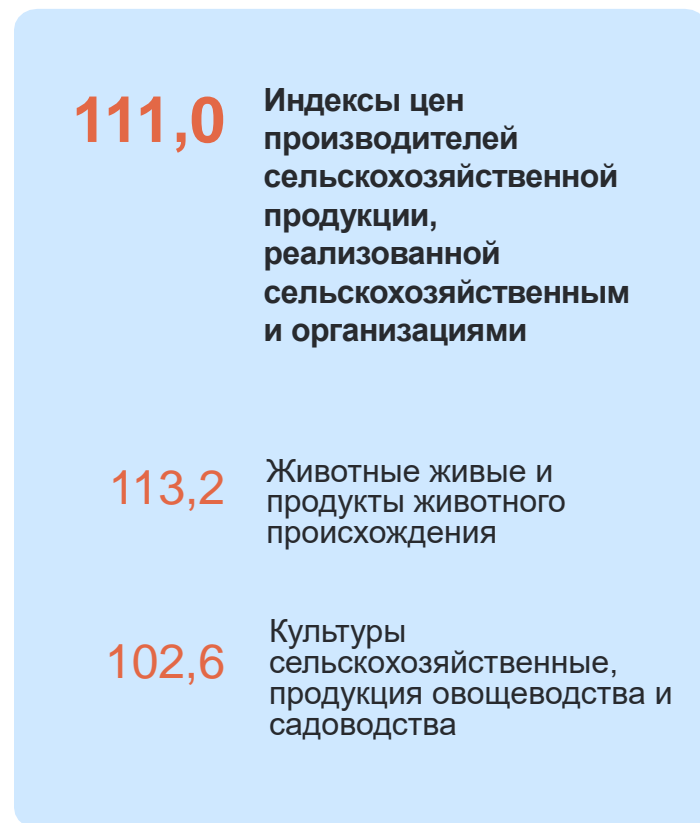 111,0
Индексы цен
производителей
сельскохозяйственной
продукции,
реализованной
сельскохозяйственным
и организациями
113,2
Животные живые и
продукты животного
происхождения
102,6
Культуры
сельскохозяйственные,
продукция овощеводства и
садоводства